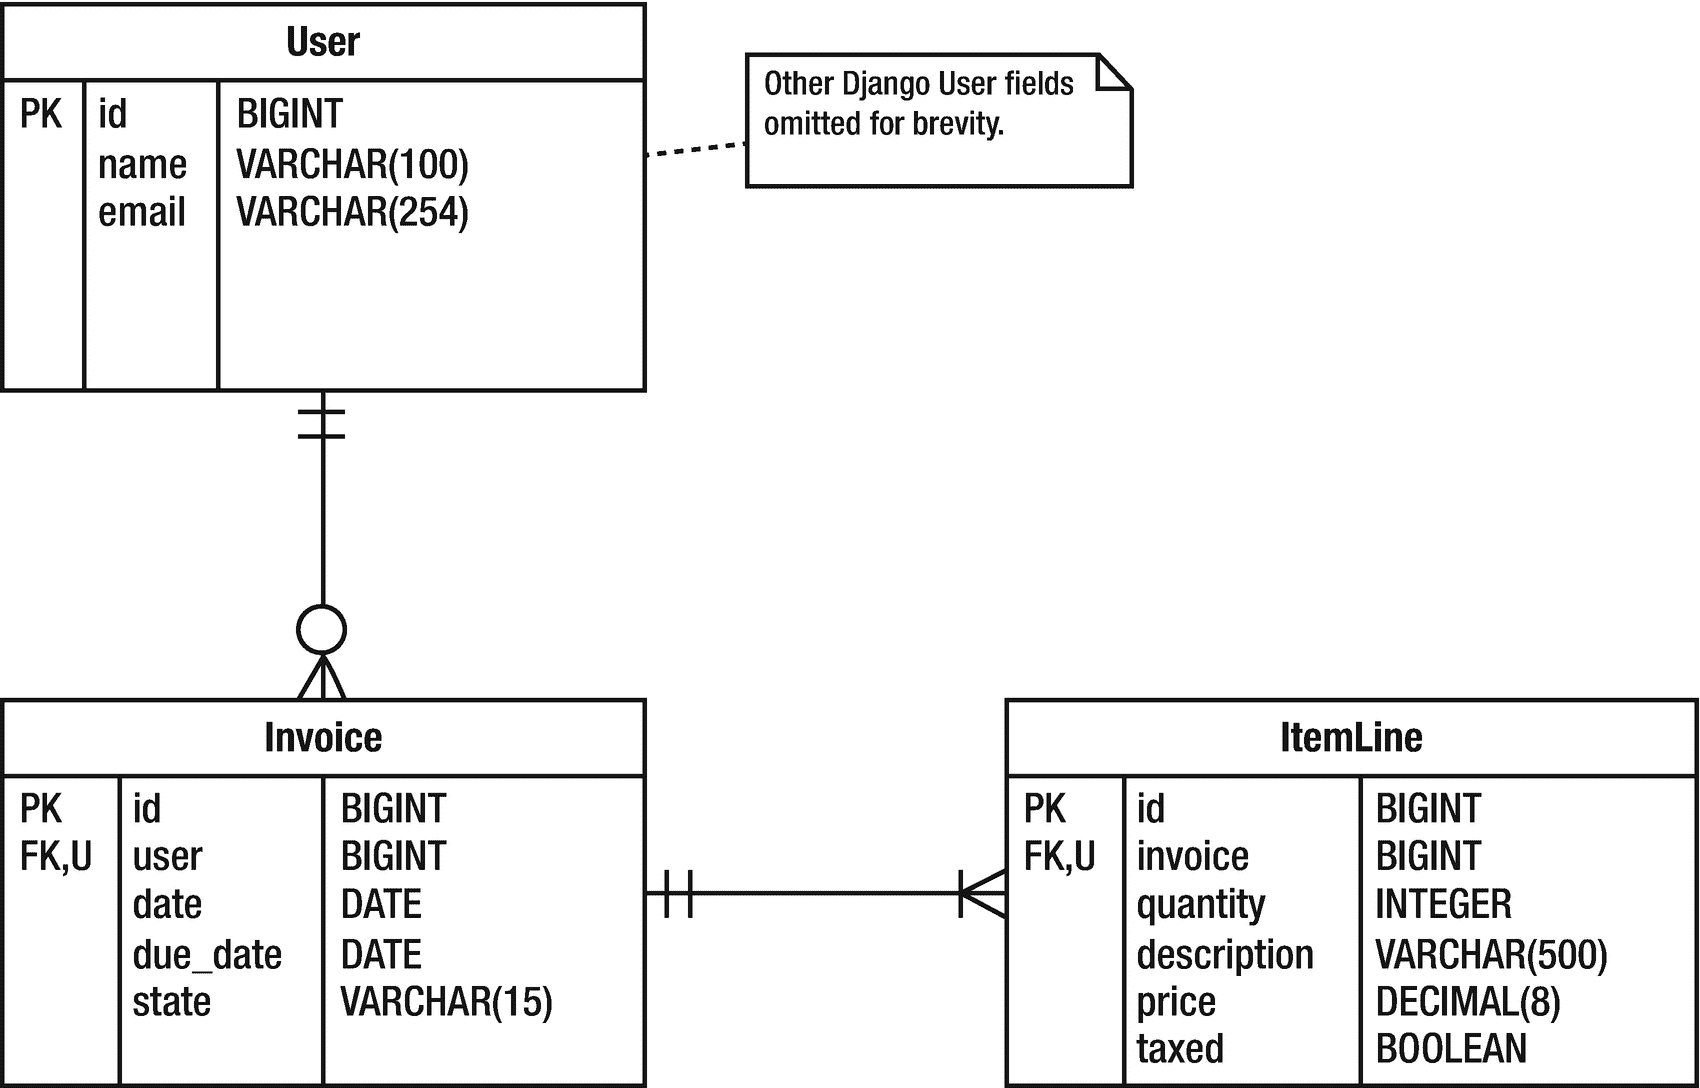 User
PK id BIGINT
name VARCHAR(100)
email VARCHAR(254)
Other Django User fields
omitted for brevity.
Invoice
PK id BIGINT
FK,U user BIGINT
date DATE
due_date DATE
state VARCHAR(15)
ItemLine
PK id BIGINT
FK,U invoice BIGINT
quantity INTEGER
description VARCHAR(500)
price DECIMAL(8)
taxed BOOLEAN